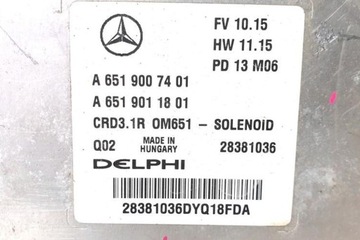 FV 10.15
HW 11.15
PD 13 M06
A 651 900 74 01
A 651 901 18 01
CRD3.1R OM651 - SOLENOID
Q02 MADE IN HUNGARY 28381036
DELPHI
28381036DYQ18FDA